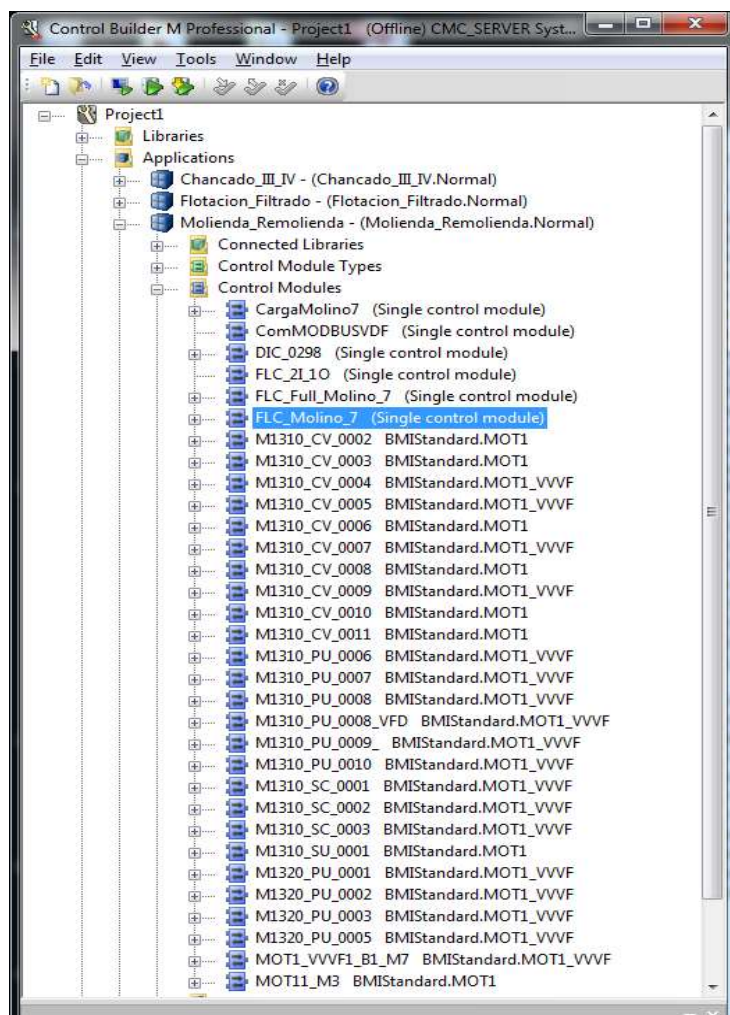 Control Builder M Professional - Project1 (Offline) CMC_SERVER Syst...
File Edit View Tools Window Help
Project1
Libraries
Applications
Chancado_III_IV - (Chancado_III_IV.Normal)
Flotacion_Filtrado - (Flotacion_Filtrado.Normal)
Molienda_Remolienda - (Molienda_Remolienda.Normal)
Connected Libraries
Control Module Types
Control Modules
CargaMolino7 (Single control module)
ComMODBUSVDF (Single control module)
DIC_0298 (Single control module)
FLC_2I_1O (Single control module)
FLC_Full_Molino_7 (Single control module)
FLC_Molino_7 (Single control module)
M1310_CV_0002 BMIStandard.MOT1
M1310_CV_0003 BMIStandard.MOT1
M1310_CV_0004 BMIStandard.MOT1_VVVF
M1310_CV_0005 BMIStandard.MOT1_VVVF
M1310_CV_0006 BMIStandard.MOT1
M1310_CV_0007 BMIStandard.MOT1_VVVF
M1310_CV_0008 BMIStandard.MOT1
M1310_CV_0009 BMIStandard.MOT1_VVVF
M1310_CV_0010 BMIStandard.MOT1
M1310_CV_0011 BMIStandard.MOT1
M1310_PU_0006 BMIStandard.MOT1_VVVF
M1310_PU_0007 BMIStandard.MOT1_VVVF
M1310_PU_0008 BMIStandard.MOT1_VVVF
M1310_PU_0008_VFD BMIStandard.MOT1_VVVF
M1310_PU_0009_ BMIStandard.MOT1_VVVF
M1310_PU_0010 BMIStandard.MOT1_VVVF
M1310_SC_0001 BMIStandard.MOT1_VVVF
M1310_SC_0002 BMIStandard.MOT1_VVVF
M1310_SC_0003 BMIStandard.MOT1_VVVF
M1310_SU_0001 BMIStandard.MOT1
M1320_PU_0001 BMIStandard.MOT1_VVVF
M1320_PU_0002 BMIStandard.MOT1_VVVF
M1320_PU_0003 BMIStandard.MOT1_VVVF
M1320_PU_0005 BMIStandard.MOT1_VVVF
MOT1_VVVF1_B1_M7 BMIStandard.MOT1_VVVF
MOT11_M3 BMIStandard.MOT1